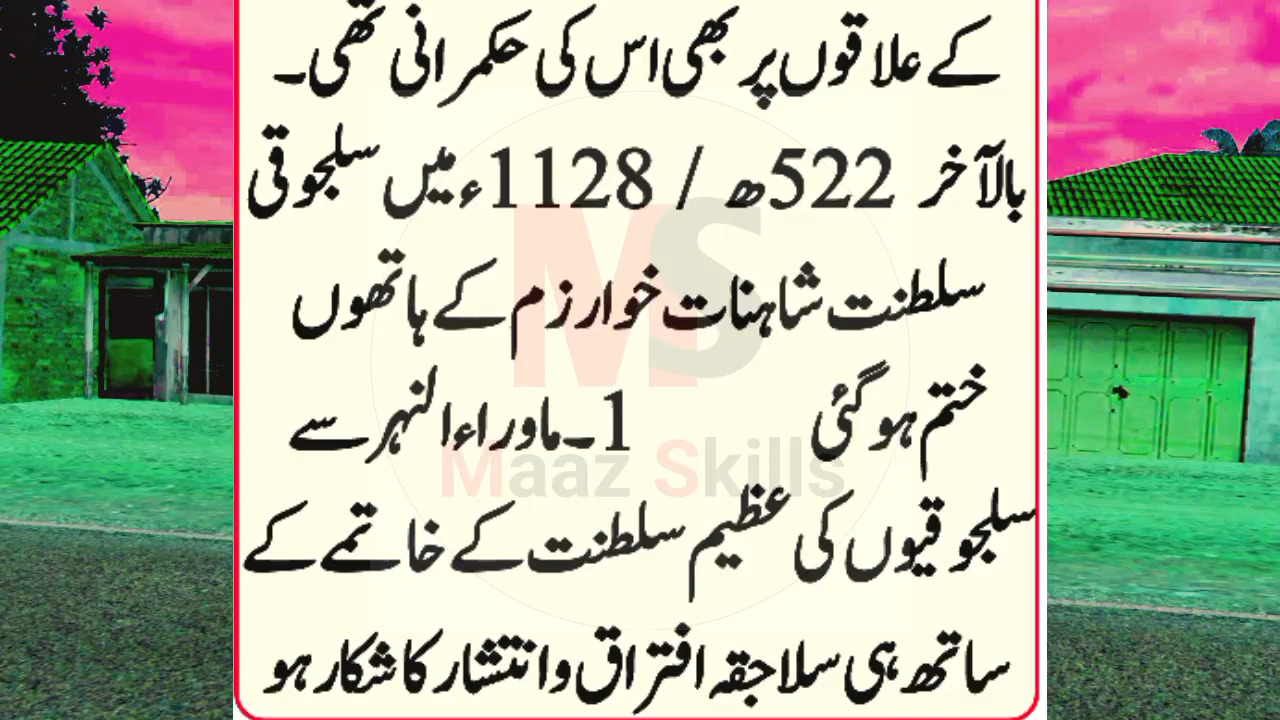 کے علاقوں پر بھی اس کی حکمرانی تھی۔
بالآخر 522ھ / 1128ء میں سلجوقی
سلطنت شاہنات خوارزم کے ہاتھوں
ختم ہوگئی 1۔ماوراءالنہر سے
سلجوقیوں کی عظیم سلطنت کے خاتمے کے
ساتھ ہی سلاجقہ افتراق وانتشار کا شکار ہو
MS
Maaz Skills